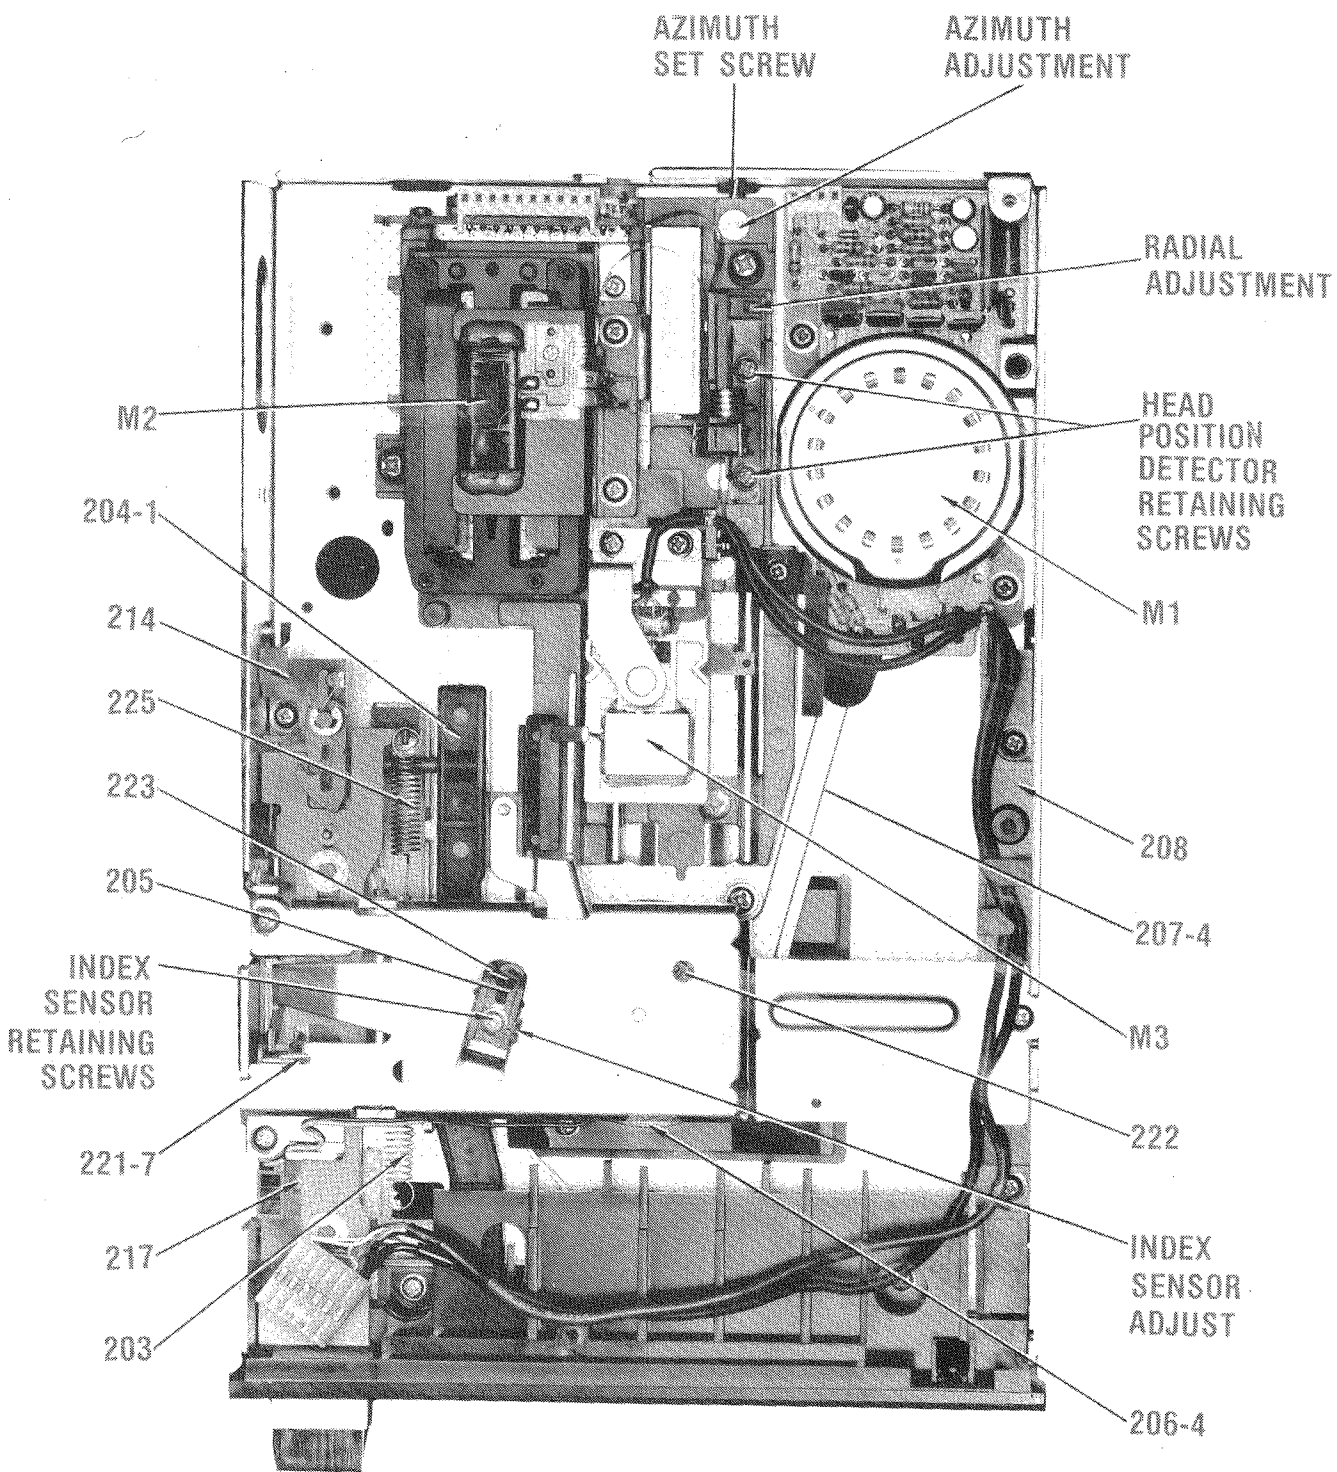 AZIMUTH
SET SCREW
AZIMUTH
ADJUSTMENT
RADIAL
ADJUSTMENT
M2
HEAD
POSITION
DETECTOR
RETAINING
SCREWS
204-1
214
M1
225
223
208
205
207-4
INDEX
SENSOR
RETAINING
SCREWS
M3
221-7
222
217
INDEX
SENSOR
ADJUST
203
206-4